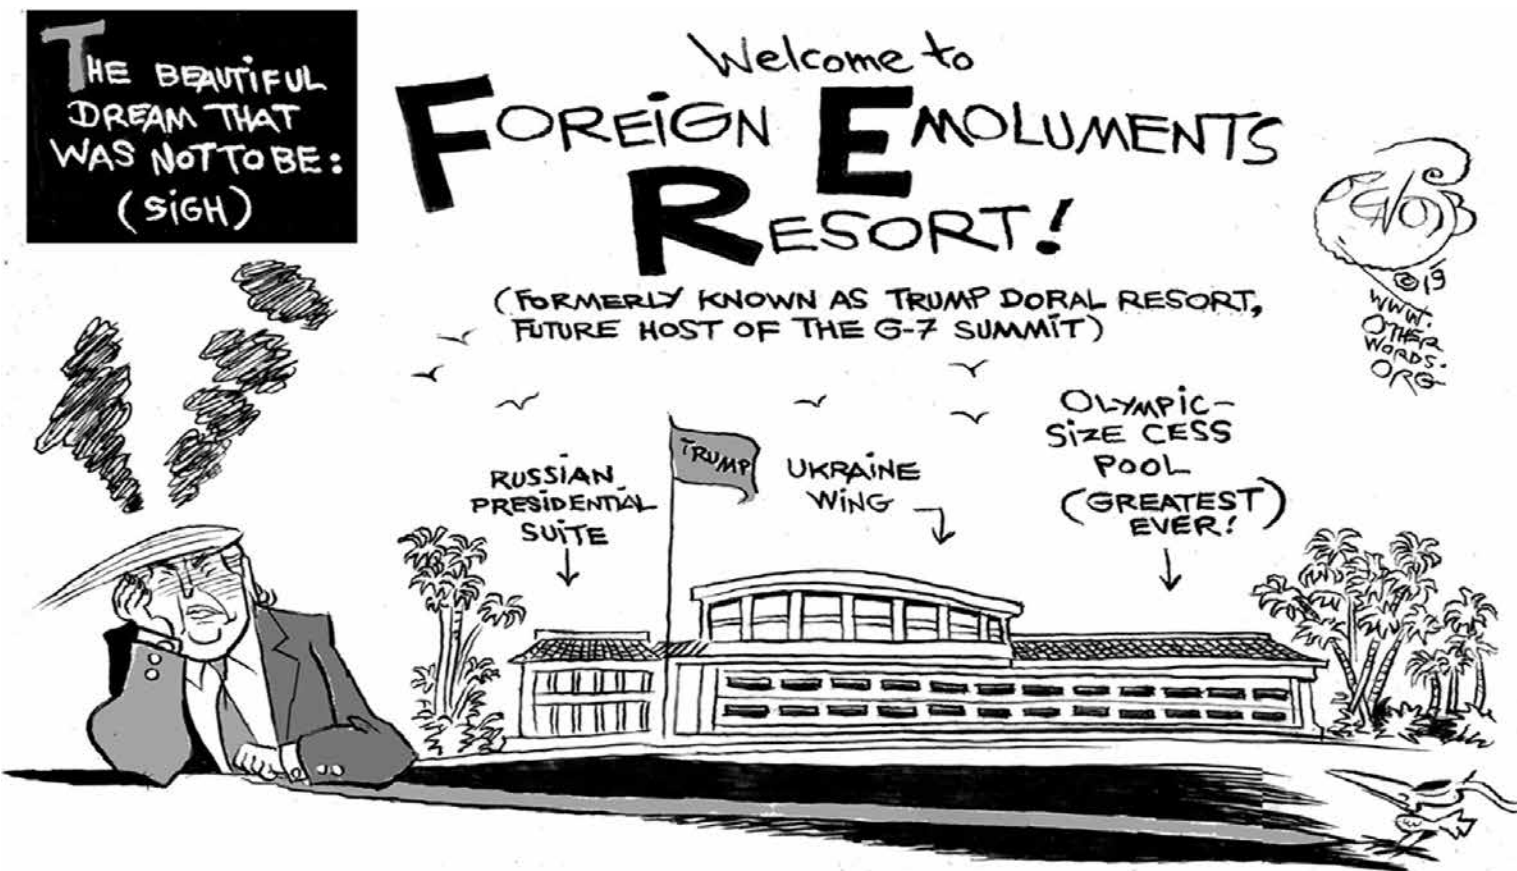 THE BEAUTIFUL
DREAM THAT
WAS NOT TO BE:
(SIGH)
Welcome to
FOREIGN EMOLUMENTS
RESORT!
(FORMERLY KNOWN AS TRUMP DORAL RESORT,
FUTURE HOST OF THE G-7 SUMMIT)
©19
WWW.
OTHER
WORDS.
ORG
RUSSIAN
PRESIDENTIAL
SUITE
TRUMP
UKRAINE
WING
OLYMPIC-
SIZE CESS
POOL
(GREATEST)
EVER!